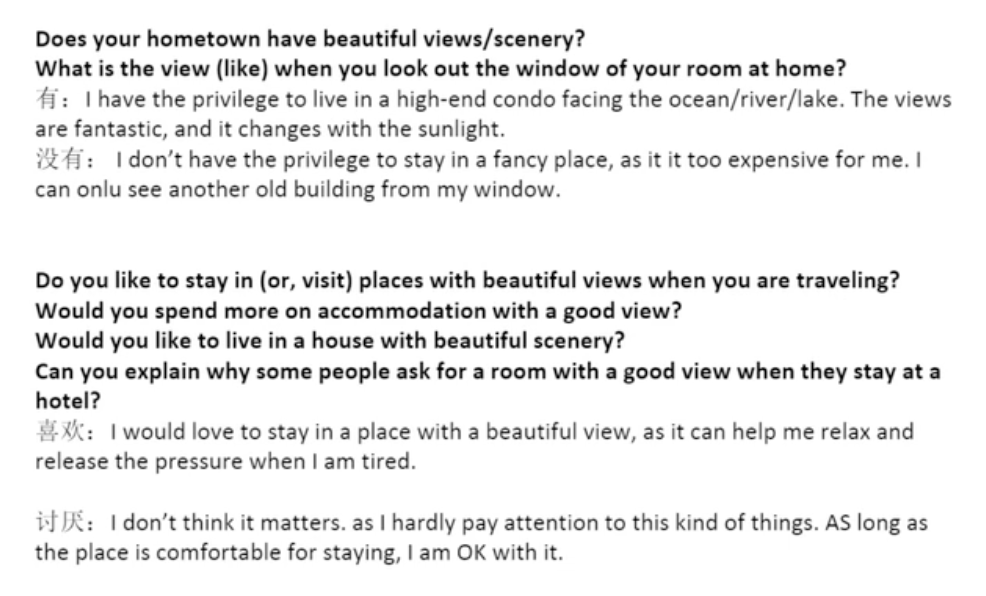 Does your hometown have beautiful views/scenery?
What is the view (like) when you look out the window of your room at home?
有： I have the privilege to live in a high-end condo facing the ocean/river/lake. The views
are fantastic, and it changes with the sunlight.
没有： I don’t have the privilege to stay in a fancy place, as it it too expensive for me. I
can onlu see another old building from my window.
Do you like to stay in (or, visit) places with beautiful views when you are traveling?
Would you spend more on accommodation with a good view?
Would you like to live in a house with beautiful scenery?
Can you explain why some people ask for a room with a good view when they stay at a
hotel?
喜欢： I would love to stay in a place with a beautiful view, as it can help me relax and
release the pressure when I am tired.
讨厌： I don’t think it matters. as I hardly pay attention to this kind of things. AS long as
the place is comfortable for staying, I am OK with it.